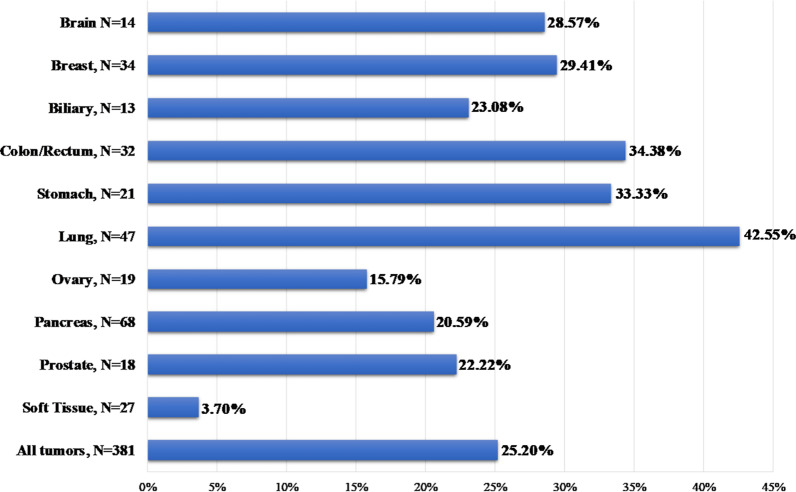 Brain N=14 28.57%
Breast, N=34 29.41%
Biliary, N=13 23.08%
Colon/Rectum, N=32 34.38%
Stomach, N=21 33.33%
Lung, N=47 42.55%
Ovary, N=19 15.79%
Pancreas, N=68 20.59%
Prostate, N=18 22.22%
Soft Tissue, N=27 3.70%
All tumors, N=381 25.20%
0% 5% 10% 15% 20% 25% 30% 35% 40% 45%